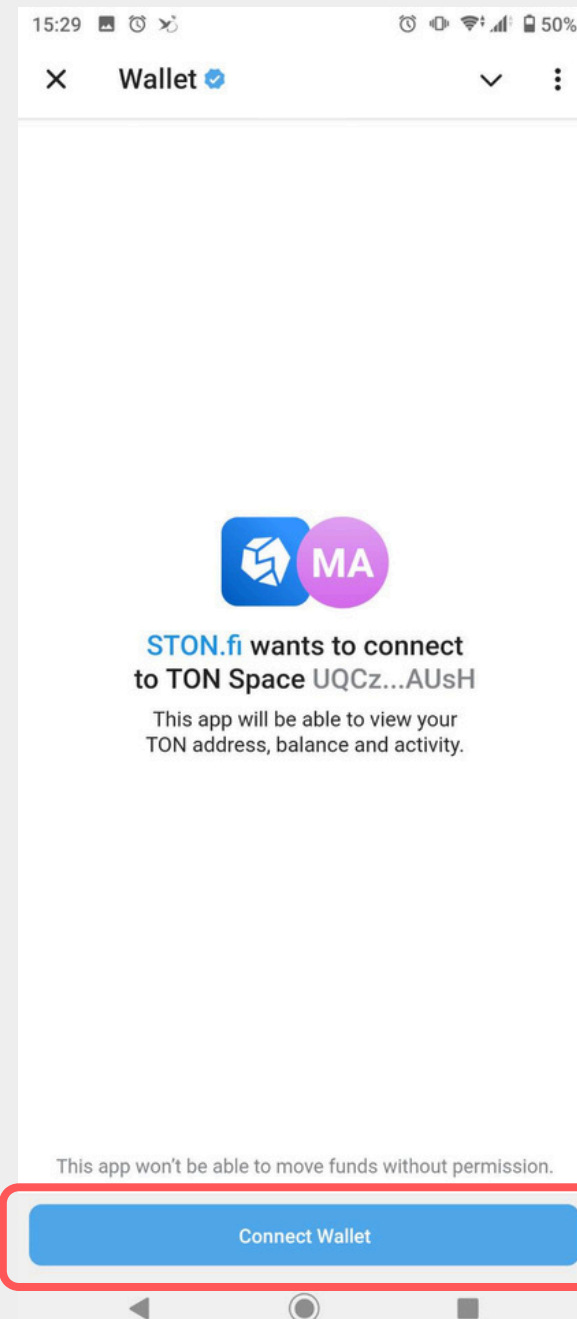 15:29 50%
Wallet
MA
STON.fi wants to connect
to TON Space UQCz...AUsH
This app will be able to view your
TON address, balance and activity.
This app won't be able to move funds without permission.
Connect Wallet